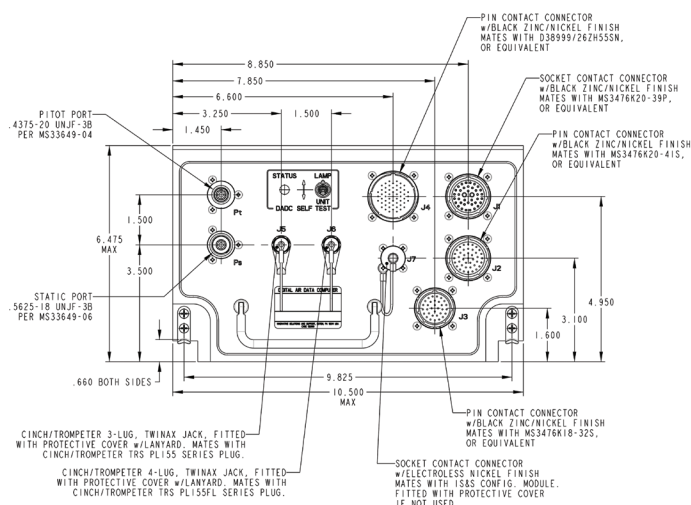 PIN CONTACT CONNECTOR
w/BLACK ZINC/NICKEL FINISH
MATES WITH D38999/26ZH55SN,
OR EQUIVALENT
8.850
7.850
SOCKET CONTACT CONNECTOR
w/BLACK ZINC/NICKEL FINISH
MATES WITH MS3476K20-39P,
OR EQUIVALENT
6.600
PITOT PORT
.4375-20 UNJF-3B
PER MS33649-04
3.250
1.500
1.450
PIN CONTACT CONNECTOR
w/BLACK ZINC/NICKEL FINISH
MATES WITH MS3476K20-41S,
OR EQUIVALENT
STATUS
LAMP
UNIT
DADC SELF TEST
Pt
J4
J1
1.500
6.475
MAX
3.500
Ps
J5
J6
J7
J2
4.950
3.100
STATIC PORT
.5625-18 UNJF-3B
PER MS33649-06
DIGITAL AIR DATA COMPUTER
J3
1.600
.660 BOTH SIDES
9.825
10.500
MAX
PIN CONTACT CONNECTOR
w/BLACK ZINC/NICKEL FINISH
MATES WITH MS3476K18-32S,
OR EQUIVALENT
CINCH/TROMPETER 3-LUG, TWINAX JACK, FITTED
WITH PROTECTIVE COVER w/LANYARD. MATES WITH
CINCH/TROMPETER TRS PL155 SERIES PLUG.
CINCH/TROMPETER 4-LUG, TWINAX JACK, FITTED
WITH PROTECTIVE COVER w/LANYARD. MATES WITH
CINCH/TROMPETER TRS PL155FL SERIES PLUG.
SOCKET CONTACT CONNECTOR
w/ELECTROLESS NICKEL FINISH
MATES WITH IS&S CONFIG. MODULE.
FITTED WITH PROTECTIVE COVER
IF NOT USED